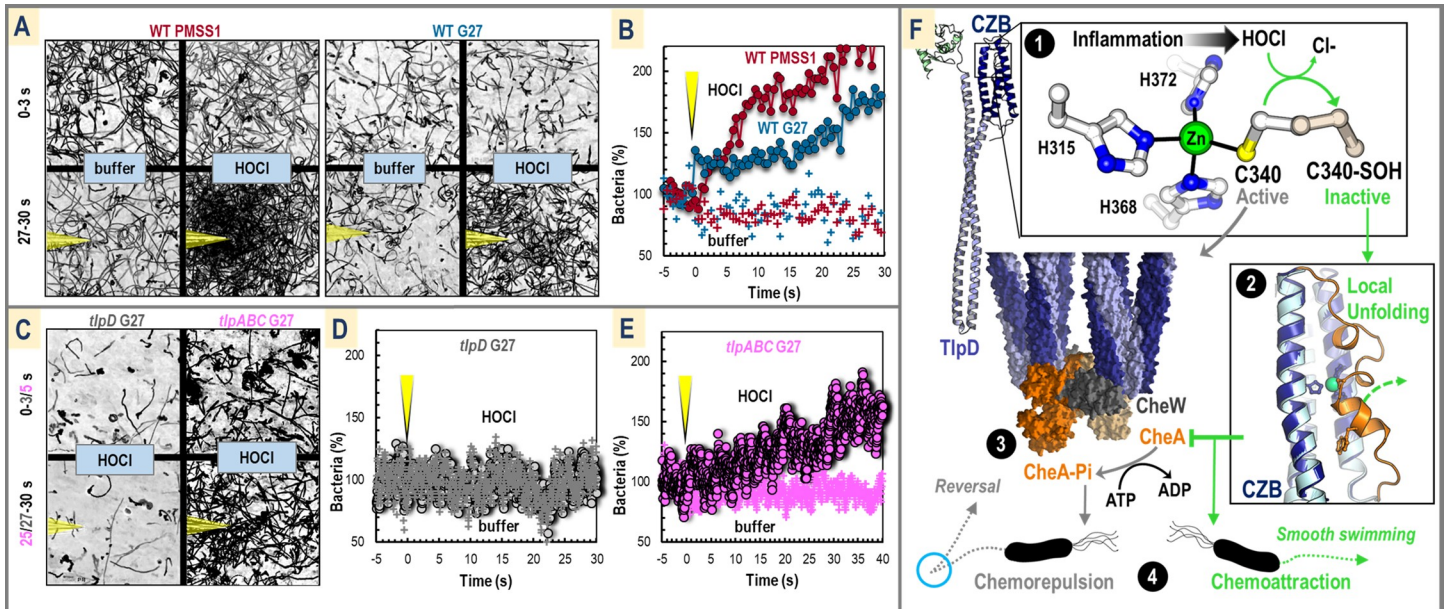 A
WT PMSS1
WT G27
0-3 s
27-30 s
buffer
HOCl
buffer
HOCl
B
WT PMSS1
HOCl
WT G27
buffer
Bacteria (%)
200
150
100
50
-5
0
5
10
15
20
25
30
Time (s)
C
tlpD G27
tlpABC G27
0-3/5 s
25/27-30 s
HOCl
HOCl
D
tlpD G27
HOCl
buffer
Bacteria (%)
200
150
100
50
-5
0
5
10
15
20
25
30
Time (s)
E
tlpABC G27
HOCl
buffer
Bacteria (%)
200
150
100
50
-5
0
5
10
15
20
25
30
35
40
Time (s)
F
CZB
TlpD
1
Inflammation
HOCl
Cl-
H372
H315
Zn
H368
C340
Active
C340-SOH
Inactive
2
Local
Unfolding
CZB
3
CheW
CheA
CheA-Pi
ATP
ADP
Reversal
Chemorepulsion
4
Smooth swimming
Chemoattraction